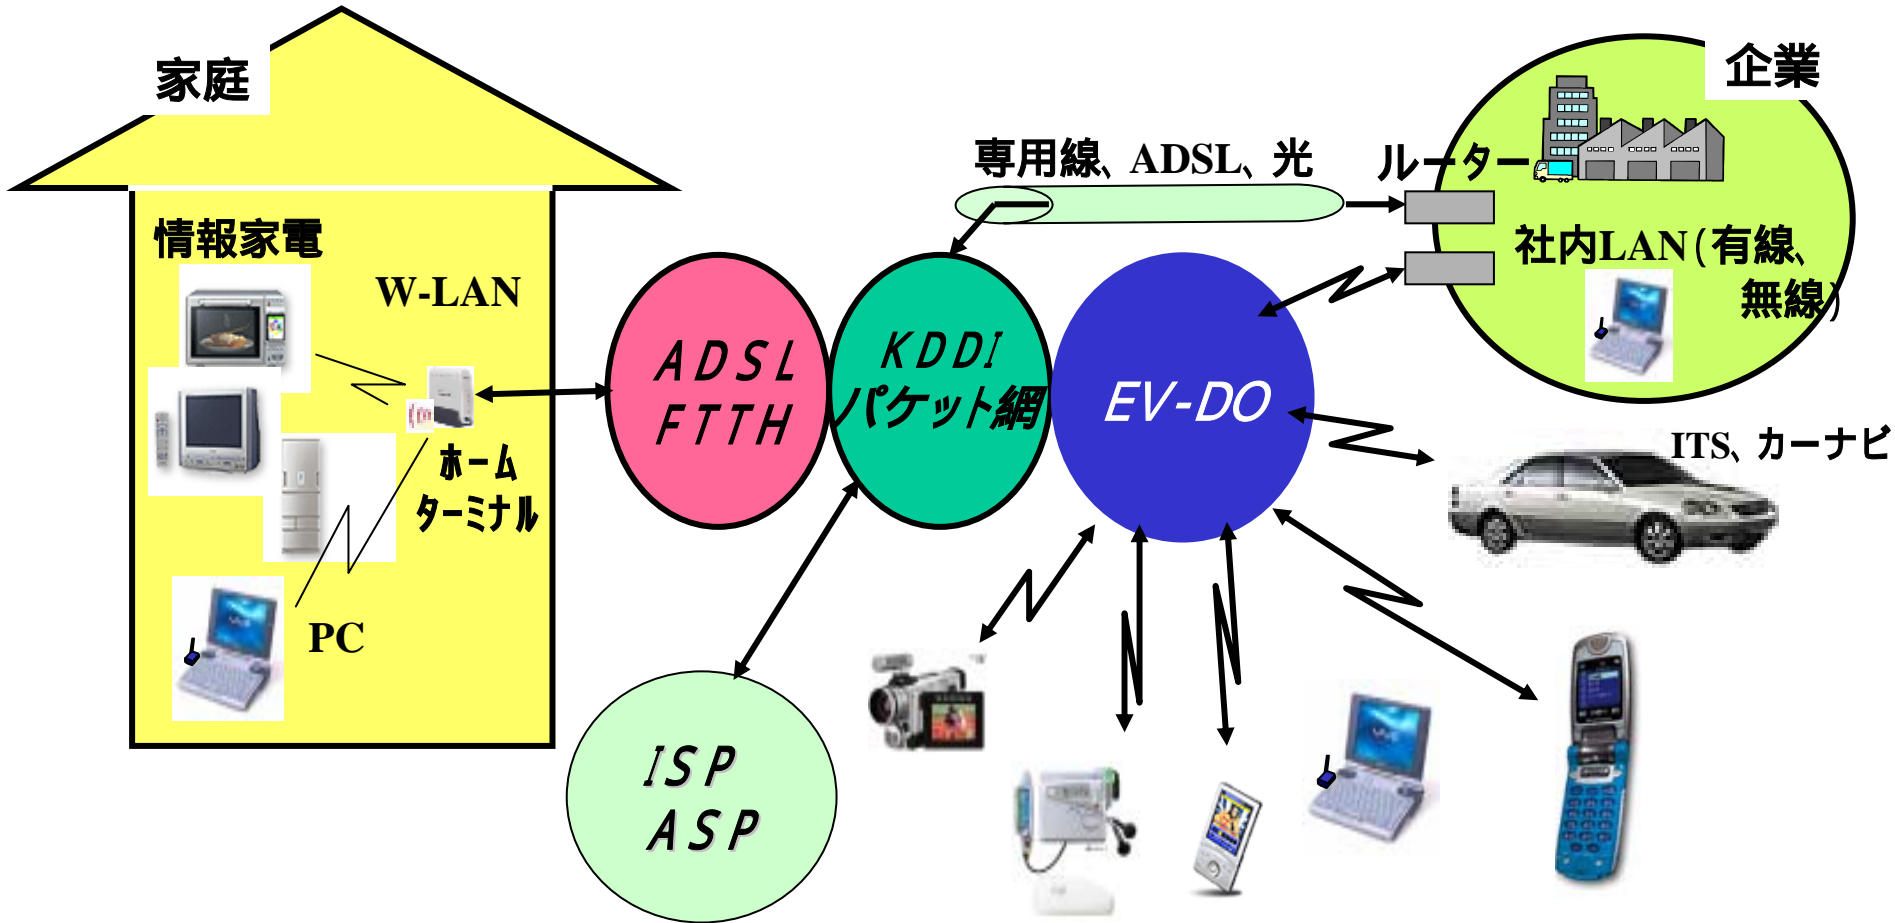 家庭
企業
専用線、ADSL、光
ルーター
情報家電
W-LAN
社内LAN(有線、
無線)
ADSL
FTTH
KDDI
パケット網
EV-DO
ITS、カーナビ
ホーム
ターミナル
PC
ISP
ASP